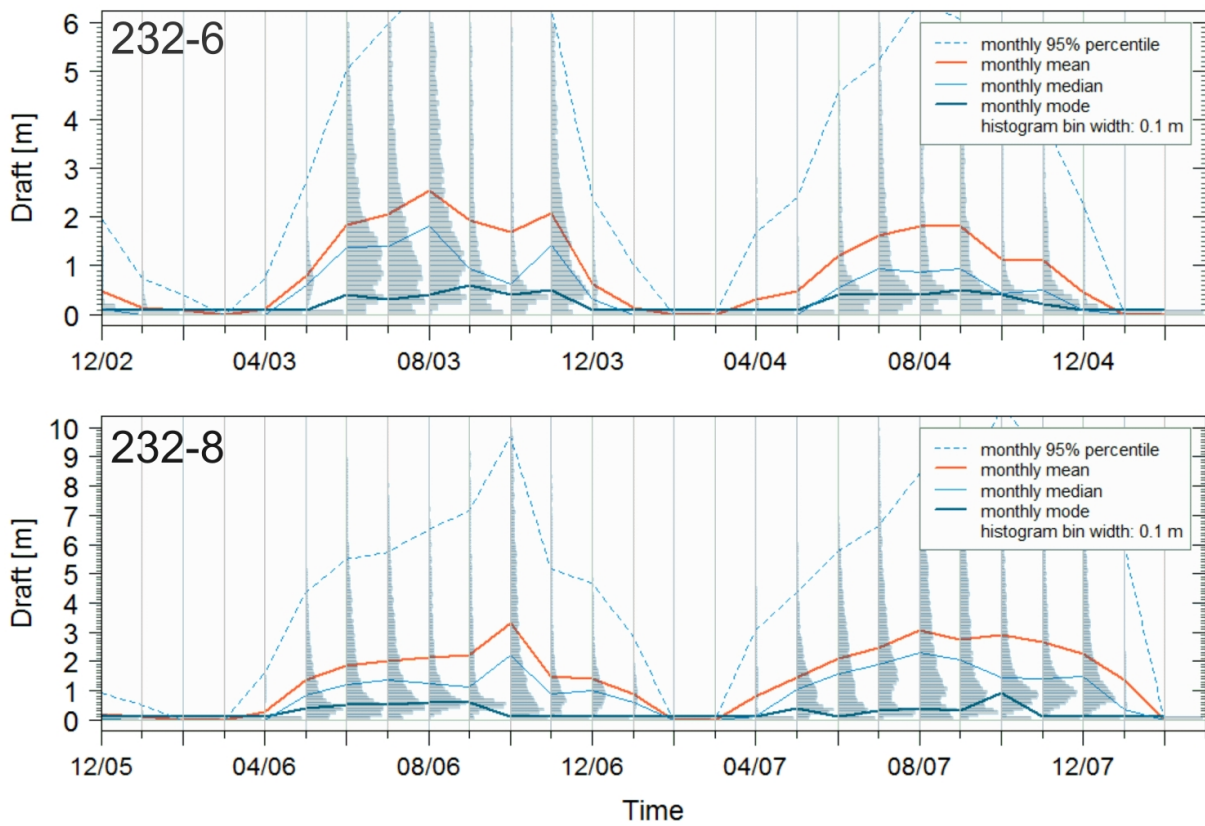 232-6
6
5
4
3
2
1
0
Draft [m]
monthly 95% percentile
monthly mean
monthly median
monthly mode
histogram bin width: 0.1 m
12/02 04/03 08/03 12/03 04/04 08/04 12/04
232-8
10
9
8
7
6
5
4
3
2
1
0
Draft [m]
monthly 95% percentile
monthly mean
monthly median
monthly mode
histogram bin width: 0.1 m
12/05 04/06 08/06 12/06 04/07 08/07 12/07
Time